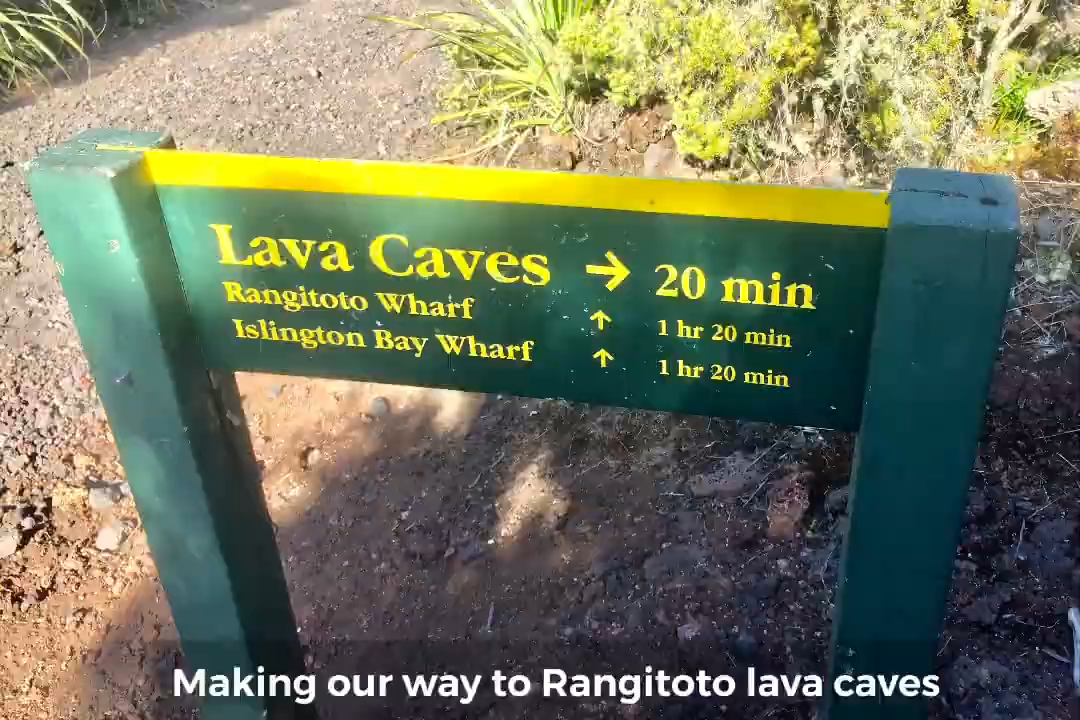 Lava Caves → 20 min
Rangitoto Wharf ↑ 1 hr 20 min
Islington Bay Wharf ↑ 1 hr 20 min
Making our way to Rangitoto lava caves